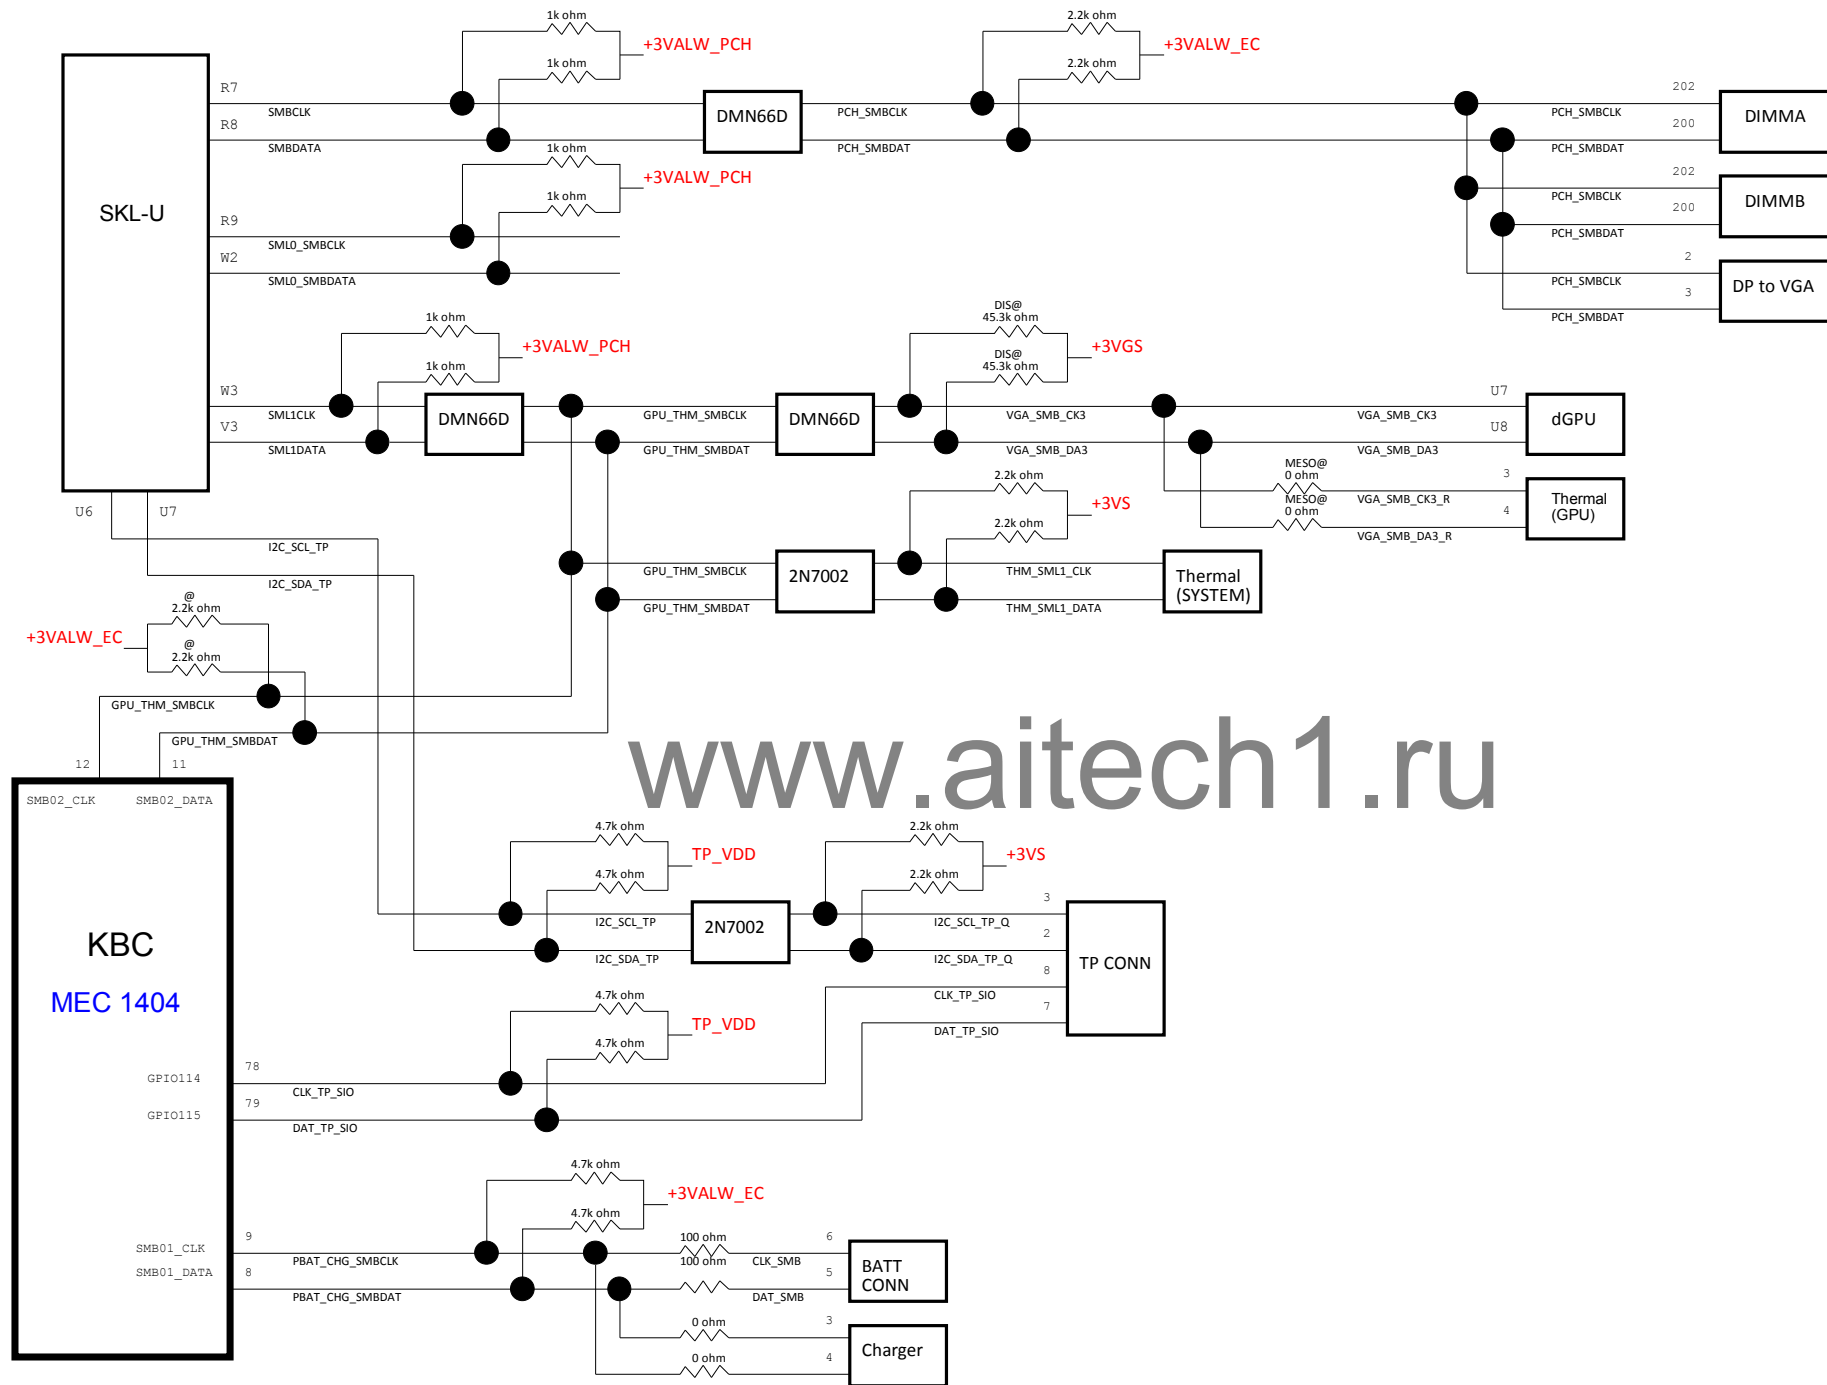 1k ohm
+3VALW_PCH
1k ohm
2.2k ohm
+3VALW_EC
2.2k ohm
R7
SMBCLK
R8
SMBDATA
DMN66D
PCH_SMBCLK
PCH_SMBDAT
202
PCH_SMBCLK
200
PCH_SMBDAT
DIMMA
1k ohm
+3VALW_PCH
1k ohm
SKL-U
R9
SML0_SMBCLK
W2
SML0_SMBDATA
202
PCH_SMBCLK
200
PCH_SMBDAT
DIMMB
2
PCH_SMBCLK
3
PCH_SMBDAT
DP to VGA
1k ohm
+3VALW_PCH
1k ohm
DIS@
45.3k ohm
+3VGS
DIS@
45.3k ohm
W3
SML1CLK
V3
SML1DATA
DMN66D
GPU_THM_SMBCLK
GPU_THM_SMBDAT
DMN66D
VGA_SMB_CK3
VGA_SMB_DA3
VGA_SMB_CK3
VGA_SMB_DA3
U7
U8
dGPU
MESO@
0 ohm
MESO@
0 ohm
VGA_SMB_CK3_R
VGA_SMB_DA3_R
3
4
Thermal
(GPU)
2.2k ohm
+3VS
2.2k ohm
U6
U7
I2C_SCL_TP
I2C_SDA_TP
GPU_THM_SMBCLK
GPU_THM_SMBDAT
2N7002
THM_SML1_CLK
THM_SML1_DATA
Thermal
(SYSTEM)
@
2.2k ohm
+3VALW_EC
@
2.2k ohm
GPU_THM_SMBCLK
GPU_THM_SMBDAT
12
11
www.aitech1.ru
SMB02_CLK
SMB02_DATA
KBC
MEC 1404
4.7k ohm
TP_VDD
4.7k ohm
2.2k ohm
+3VS
2.2k ohm
I2C_SCL_TP
I2C_SDA_TP
2N7002
I2C_SCL_TP_Q
I2C_SDA_TP_Q
CLK_TP_SIO
DAT_TP_SIO
3
2
8
7
TP CONN
4.7k ohm
TP_VDD
4.7k ohm
GPIO114
78
CLK_TP_SIO
GPIO115
79
DAT_TP_SIO
4.7k ohm
+3VALW_EC
4.7k ohm
SMB01_CLK
9
PBAT_CHG_SMBCLK
SMB01_DATA
8
PBAT_CHG_SMBDAT
100 ohm
100 ohm
CLK_SMB
DAT_SMB
6
5
BATT
CONN
0 ohm
0 ohm
3
4
Charger